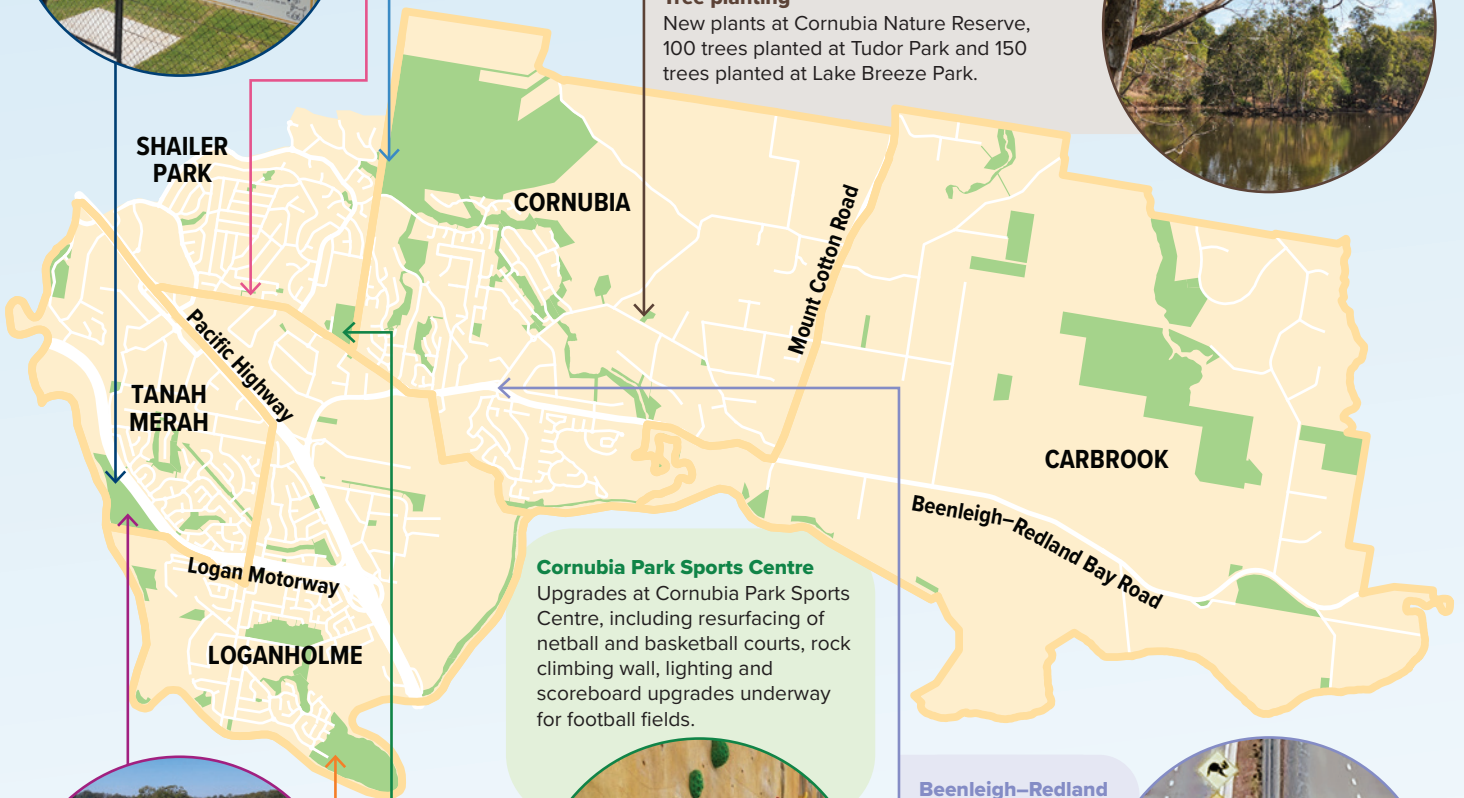 Tree planting
New plants at Cornubia Nature Reserve,
100 trees planted at Tudor Park and 150
trees planted at Lake Breeze Park.
SHAILER
PARK
CORNUBIA
Mount Cotton Road
Pacific Highway
TANAH
MERAH
CARBROOK
Beenleigh–Redland Bay Road
Logan Motorway
LOGANHOLME
Cornubia Park Sports Centre
Upgrades at Cornubia Park Sports
Centre, including resurfacing of
netball and basketball courts, rock
climbing wall, lighting and
scoreboard upgrades underway
for football fields.
Beenleigh–Redland